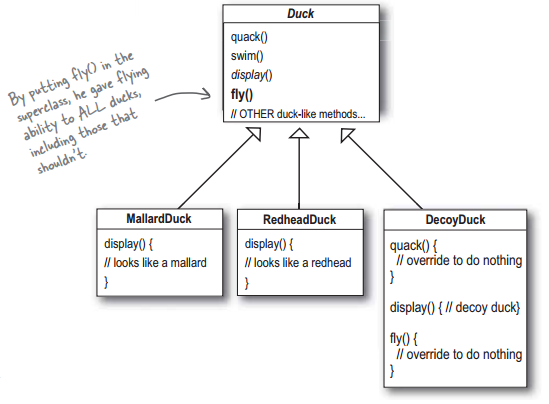 Duck
quack()
swim()
display()
fly()
// OTHER duck-like methods...
By putting fly() in the
superclass, he gave flying
ability to ALL ducks,
including those that
shouldn't.
MallardDuck
display() {
// looks like a mallard
}
RedheadDuck
display() {
// looks like a redhead
}
DecoyDuck
quack() {
// override to do nothing
}
display() { // decoy duck}
fly() {
// override to do nothing
}